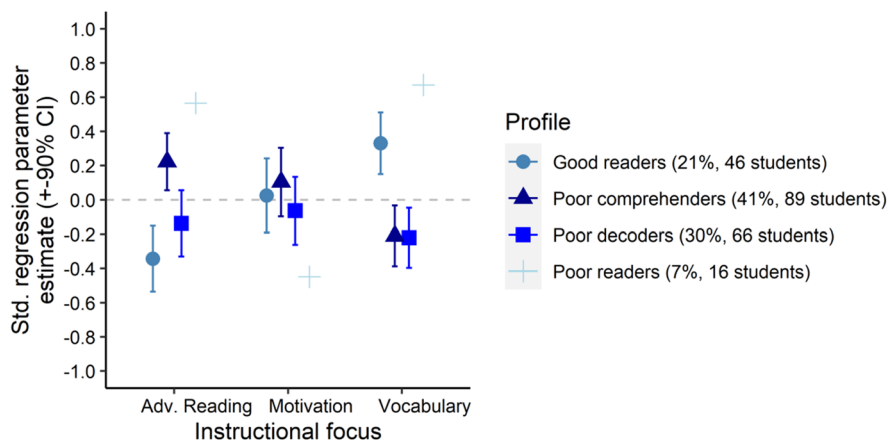 Std. regression parameter
estimate (+-90% CI)
1.0
0.8
0.6
0.4
0.2
0.0
-0.2
-0.4
-0.6
-0.8
-1.0
Adv. Reading Motivation Vocabulary
Instructional focus
Profile
Good readers (21%, 46 students)
Poor comprehenders (41%, 89 students)
Poor decoders (30%, 66 students)
Poor readers (7%, 16 students)